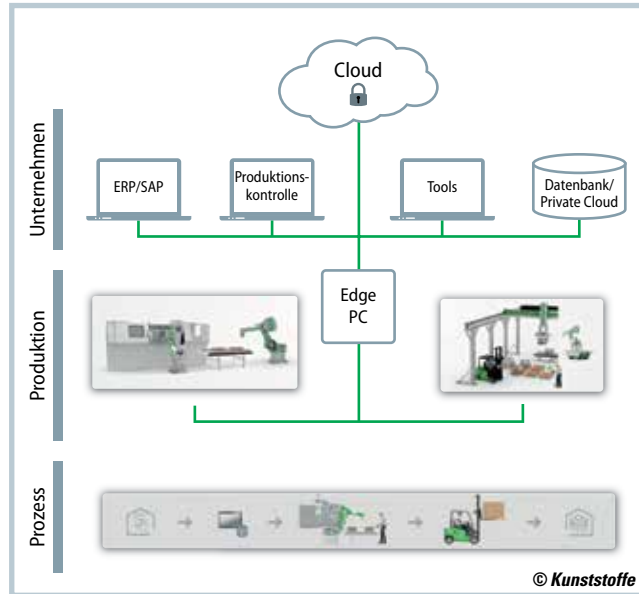 Cloud
Unternehmen
ERP/SAP
Produktions-
kontrolle
Tools
Datenbank/
Private Cloud
Produktion
Edge
PC
Prozess
© Kunststoffe